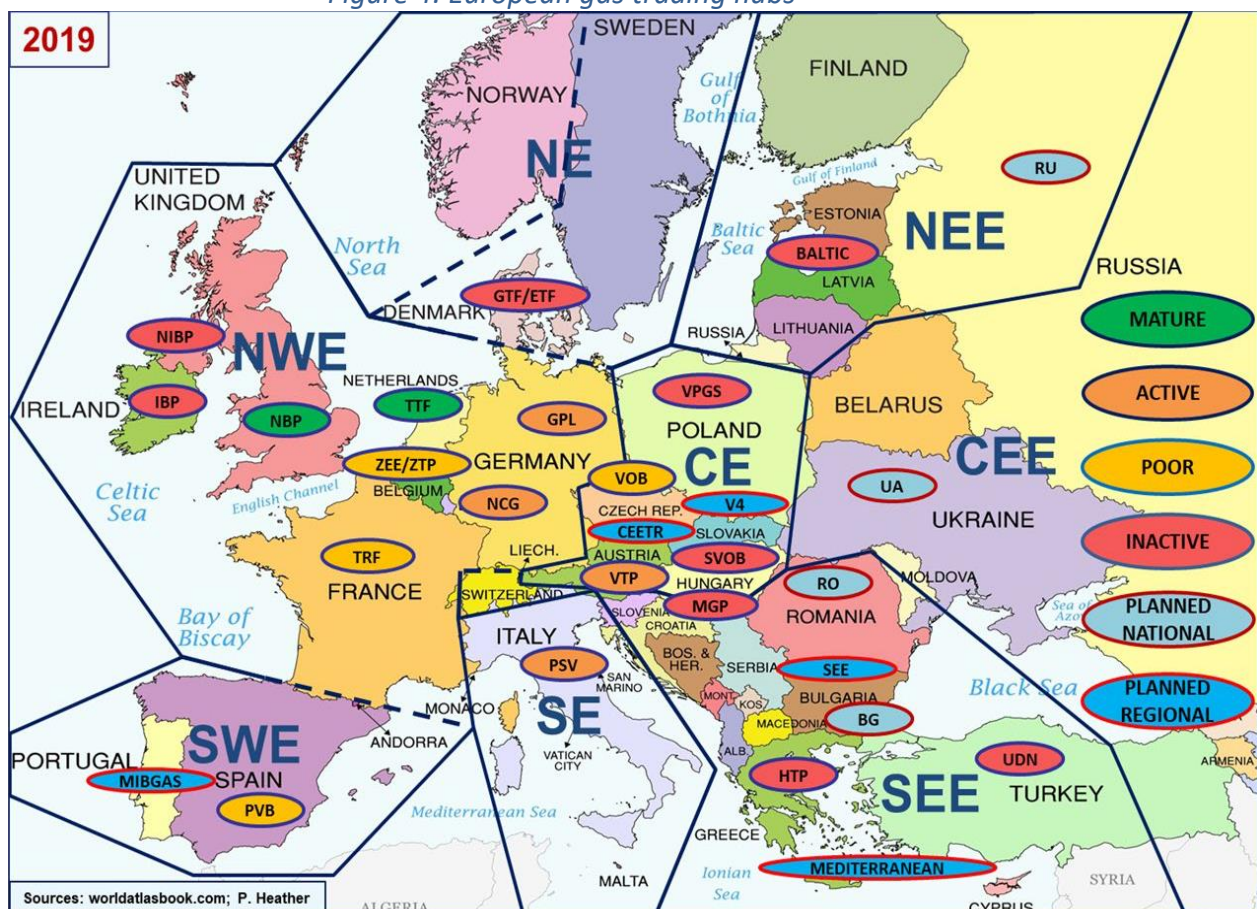 Figure 4: European gas trading hubs
2019
SWEDEN
FINLAND
NORWAY
Gulf
of
Bothnia
NE
RU
UNITED
KINGDOM
Gulf of Finland
ESTONIA
NEE
North
Sea
Baltic
Sea
BALTIC
LATVIA
RUSSIA
GTF/ETF
DENMARK
LITHUANIA
RUSSIA
MATURE
NIBP
NWE
NETHERLANDS
VPGS
ACTIVE
IRELAND
IBP
NBP
TTF
GPL
POLAND
BELARUS
CE
CEE
POOR
ZEE/ZTP
GERMANY
VOB
UA
BELGIUM
Celtic
Sea
English Channel
NCG
CZECH REP.
V4
UKRAINE
CEETR
SLOVAKIA
INACTIVE
TRF
LIECH.
AUSTRIA
SVOB
FRANCE
VTP
HUNGARY
RO
MOLDOVA
SWITZERLAND
MGP
ROMANIA
Sea of
Azo
PLANNED
NATIONAL
Bay of
Biscay
ITALY
SLOVENIA
CROATIA
BOS. &
HER.
SERBIA
PSV
SAN
MARINO
SEE
Black Sea
PLANNED
REGIONAL
MONACO
SE
MONT.
KOS.
BULGARIA
BG
MACEDONIA
ANDORRA
VATICAN
CITY
ALB.
SWE
PORTUGAL
MIBGAS
SPAIN
UDN
ARMENIA
HTP
SEE
TURKEY
PVB
Mediterranean Sea
GREECE
MEDITERRANEAN
Ionian
Sea
MALTA
SYRIA
Sources: worldatlasbook.com; P. Heather
ALGERIA
CYPRUS